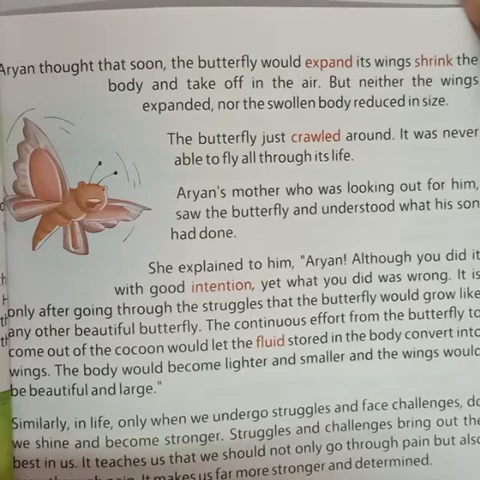 Aryan thought that soon, the butterfly would expand its wings shrink the
body and take off in the air. But neither the wings
expanded, nor the swollen body reduced in size.
The butterfly just crawled around. It was never
able to fly all through its life.
Aryan's mother who was looking out for him,
saw the butterfly and understood what his son
had done.
She explained to him, "Aryan! Although you did it
with good intention, yet what you did was wrong. It is
only after going through the struggles that the butterfly would grow like
any other beautiful butterfly. The continuous effort from the butterfly to
come out of the cocoon would let the fluid stored in the body convert into
wings. The body would become lighter and smaller and the wings would
be beautiful and large."
Similarly, in life, only when we undergo struggles and face challenges, do
we shine and become stronger. Struggles and challenges bring out the
best in us. It teaches us that we should not only go through pain but also
pain. It makes us far more stronger and determined.